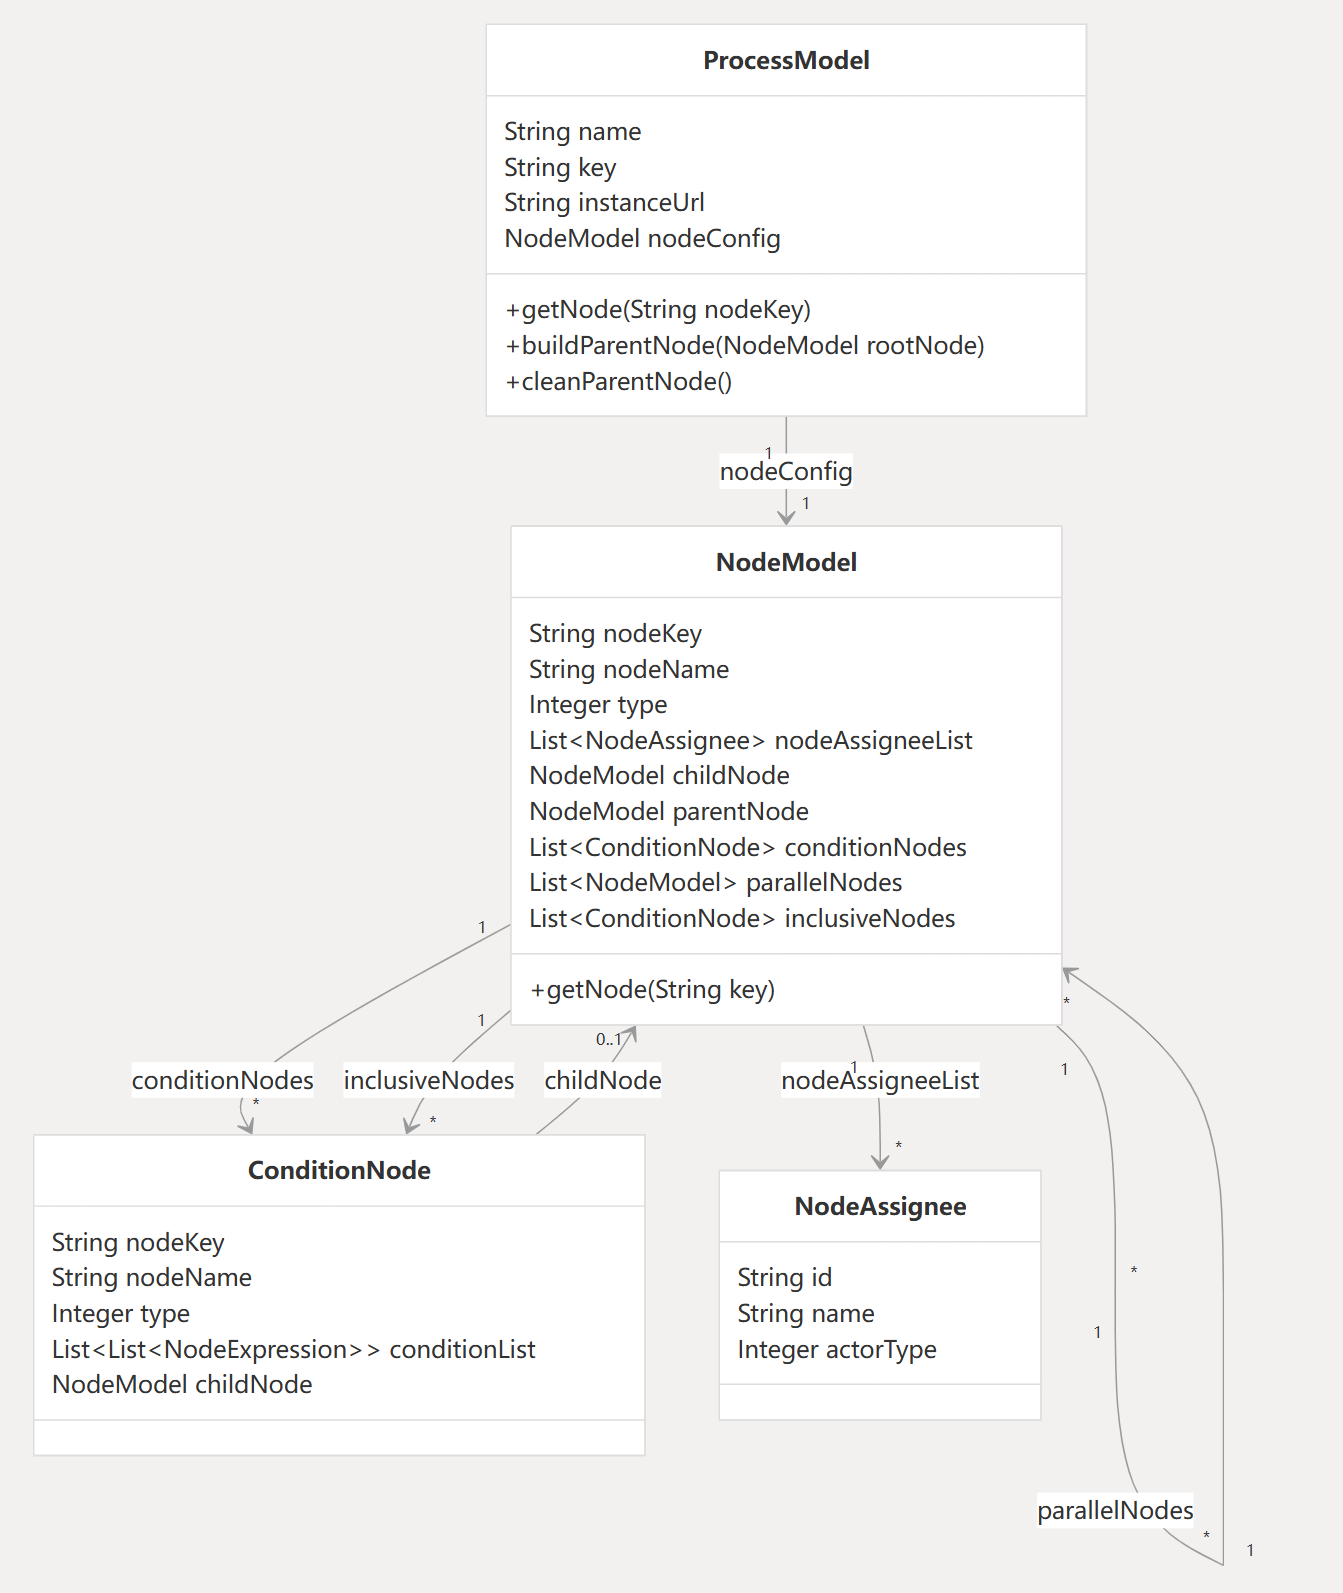 ProcessModel
String name
String key
String instanceUrl
NodeModel nodeConfig
+getNode(String nodeKey)
+buildParentNode(NodeModel rootNode)
+cleanParentNode()
1
nodeConfig
1
NodeModel
String nodeKey
String nodeName
Integer type
List<NodeAssignee> nodeAssigneeList
NodeModel childNode
NodeModel parentNode
List<ConditionNode> conditionNodes
List<NodeModel> parallelNodes
List<ConditionNode> inclusiveNodes
+getNode(String key)
1
1
0..1
1
*
1
conditionNodes
inclusiveNodes
childNode
nodeAssigneeList
*
*
*
ConditionNode
String nodeKey
String nodeName
Integer type
List<List<NodeExpression>> conditionList
NodeModel childNode
NodeAssignee
String id
String name
Integer actorType
*
1
parallelNodes
*
1